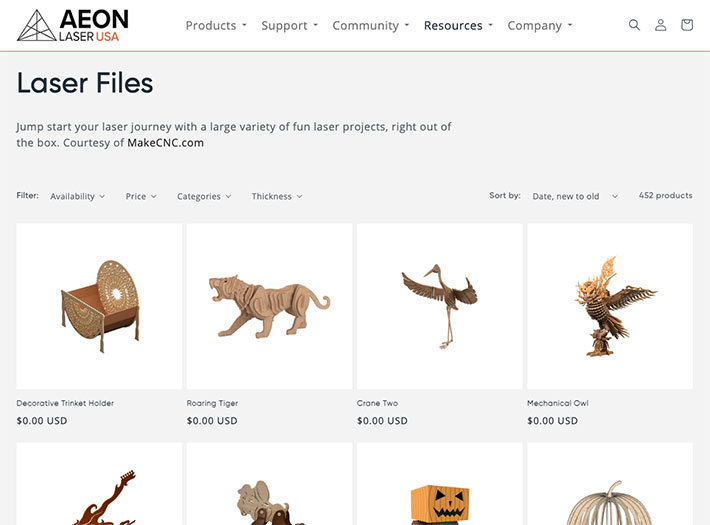 AEON
LASER USA
Products Support Community Resources Company
Laser Files
Jump start your laser journey with a large variety of fun laser projects, right out of
the box. Courtesy of MakeCNC.com
Filter: Availability Price Categories Thickness Sort by: Date, new to old 452 products
Decorative Trinket Holder Roaring Tiger Crane Two Mechanical Owl
$0.00 USD $0.00 USD $0.00 USD $0.00 USD